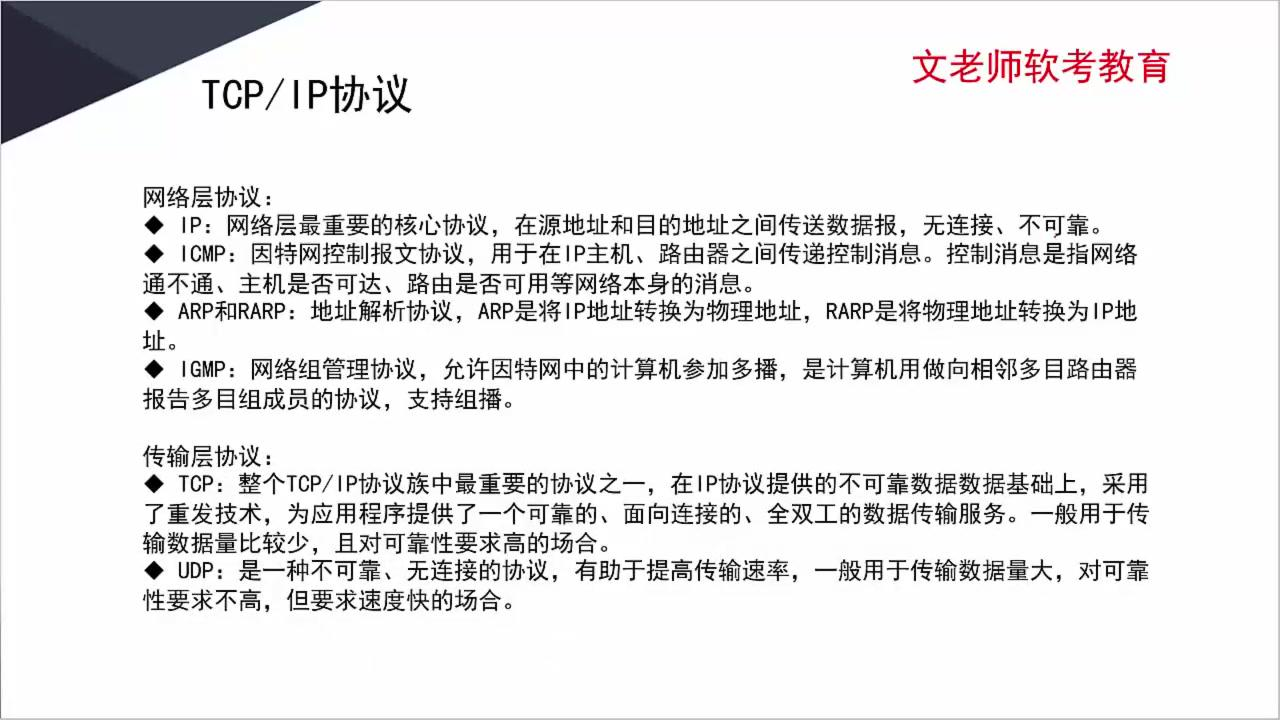 文老师软考教育
TCP/IP协议
网络层协议：
◆ IP：网络层最重要的核心协议，在源地址和目的地址之间传送数据报，无连接、不可靠。
◆ ICMP：因特网控制报文协议，用于在IP主机、路由器之间传递控制消息。控制消息是指网络
通不通、主机是否可达、路由是否可用等网络本身的消息。
◆ ARP和RARP：地址解析协议，ARP是将IP地址转换为物理地址，RARP是将物理地址转换为IP地
址。
◆ IGMP：网络组管理协议，允许因特网中的计算机参加多播，是计算机用做向相邻多目路由器
报告多目组成员的协议，支持组播。
传输层协议：
◆ TCP：整个TCP/IP协议族中最重要的协议之一，在IP协议提供的不可靠数据数据基础上，采用
了重发技术，为应用程序提供了一个可靠的、面向连接的、全双工的数据传输服务。一般用于传
输数据量比较少，且对可靠性要求高的场合。
◆ UDP：是一种不可靠、无连接的协议，有助于提高传输速率，一般用于传输数据量大，对可靠
性要求不高，但要求速度快的场合。